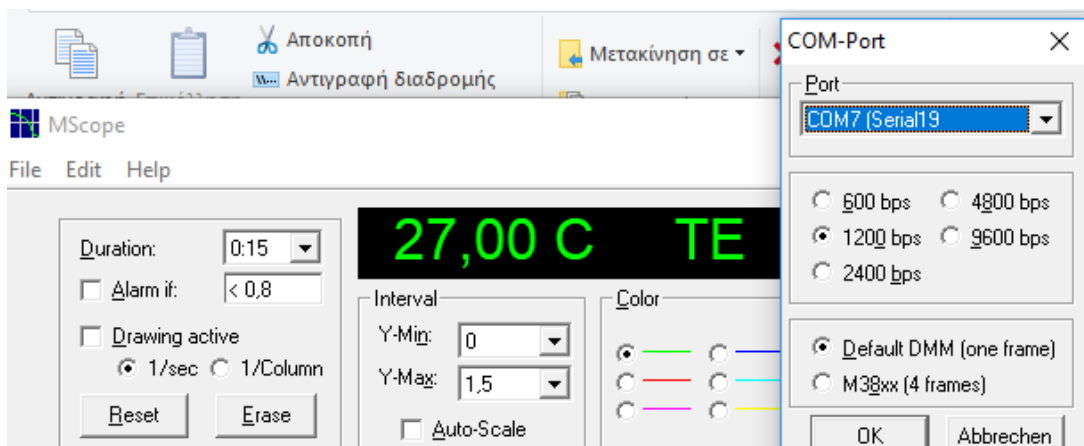 Αποκοπή
Αντιγραφή διαδρομής
Μετακίνηση σε
MScope
File Edit Help
Duration: 0:15
Alarm if: < 0,8
Drawing active
1/sec 1/Column
Reset Erase
27,00 C TE
Interval
Y-Min: 0
Y-Max: 1,5
Auto-Scale
Color
COM-Port
Port
COM7 (Serial19
600 bps 4800 bps
1200 bps 9600 bps
2400 bps
Default DMM (one frame)
M38xx (4 frames)
OK Abbrechen